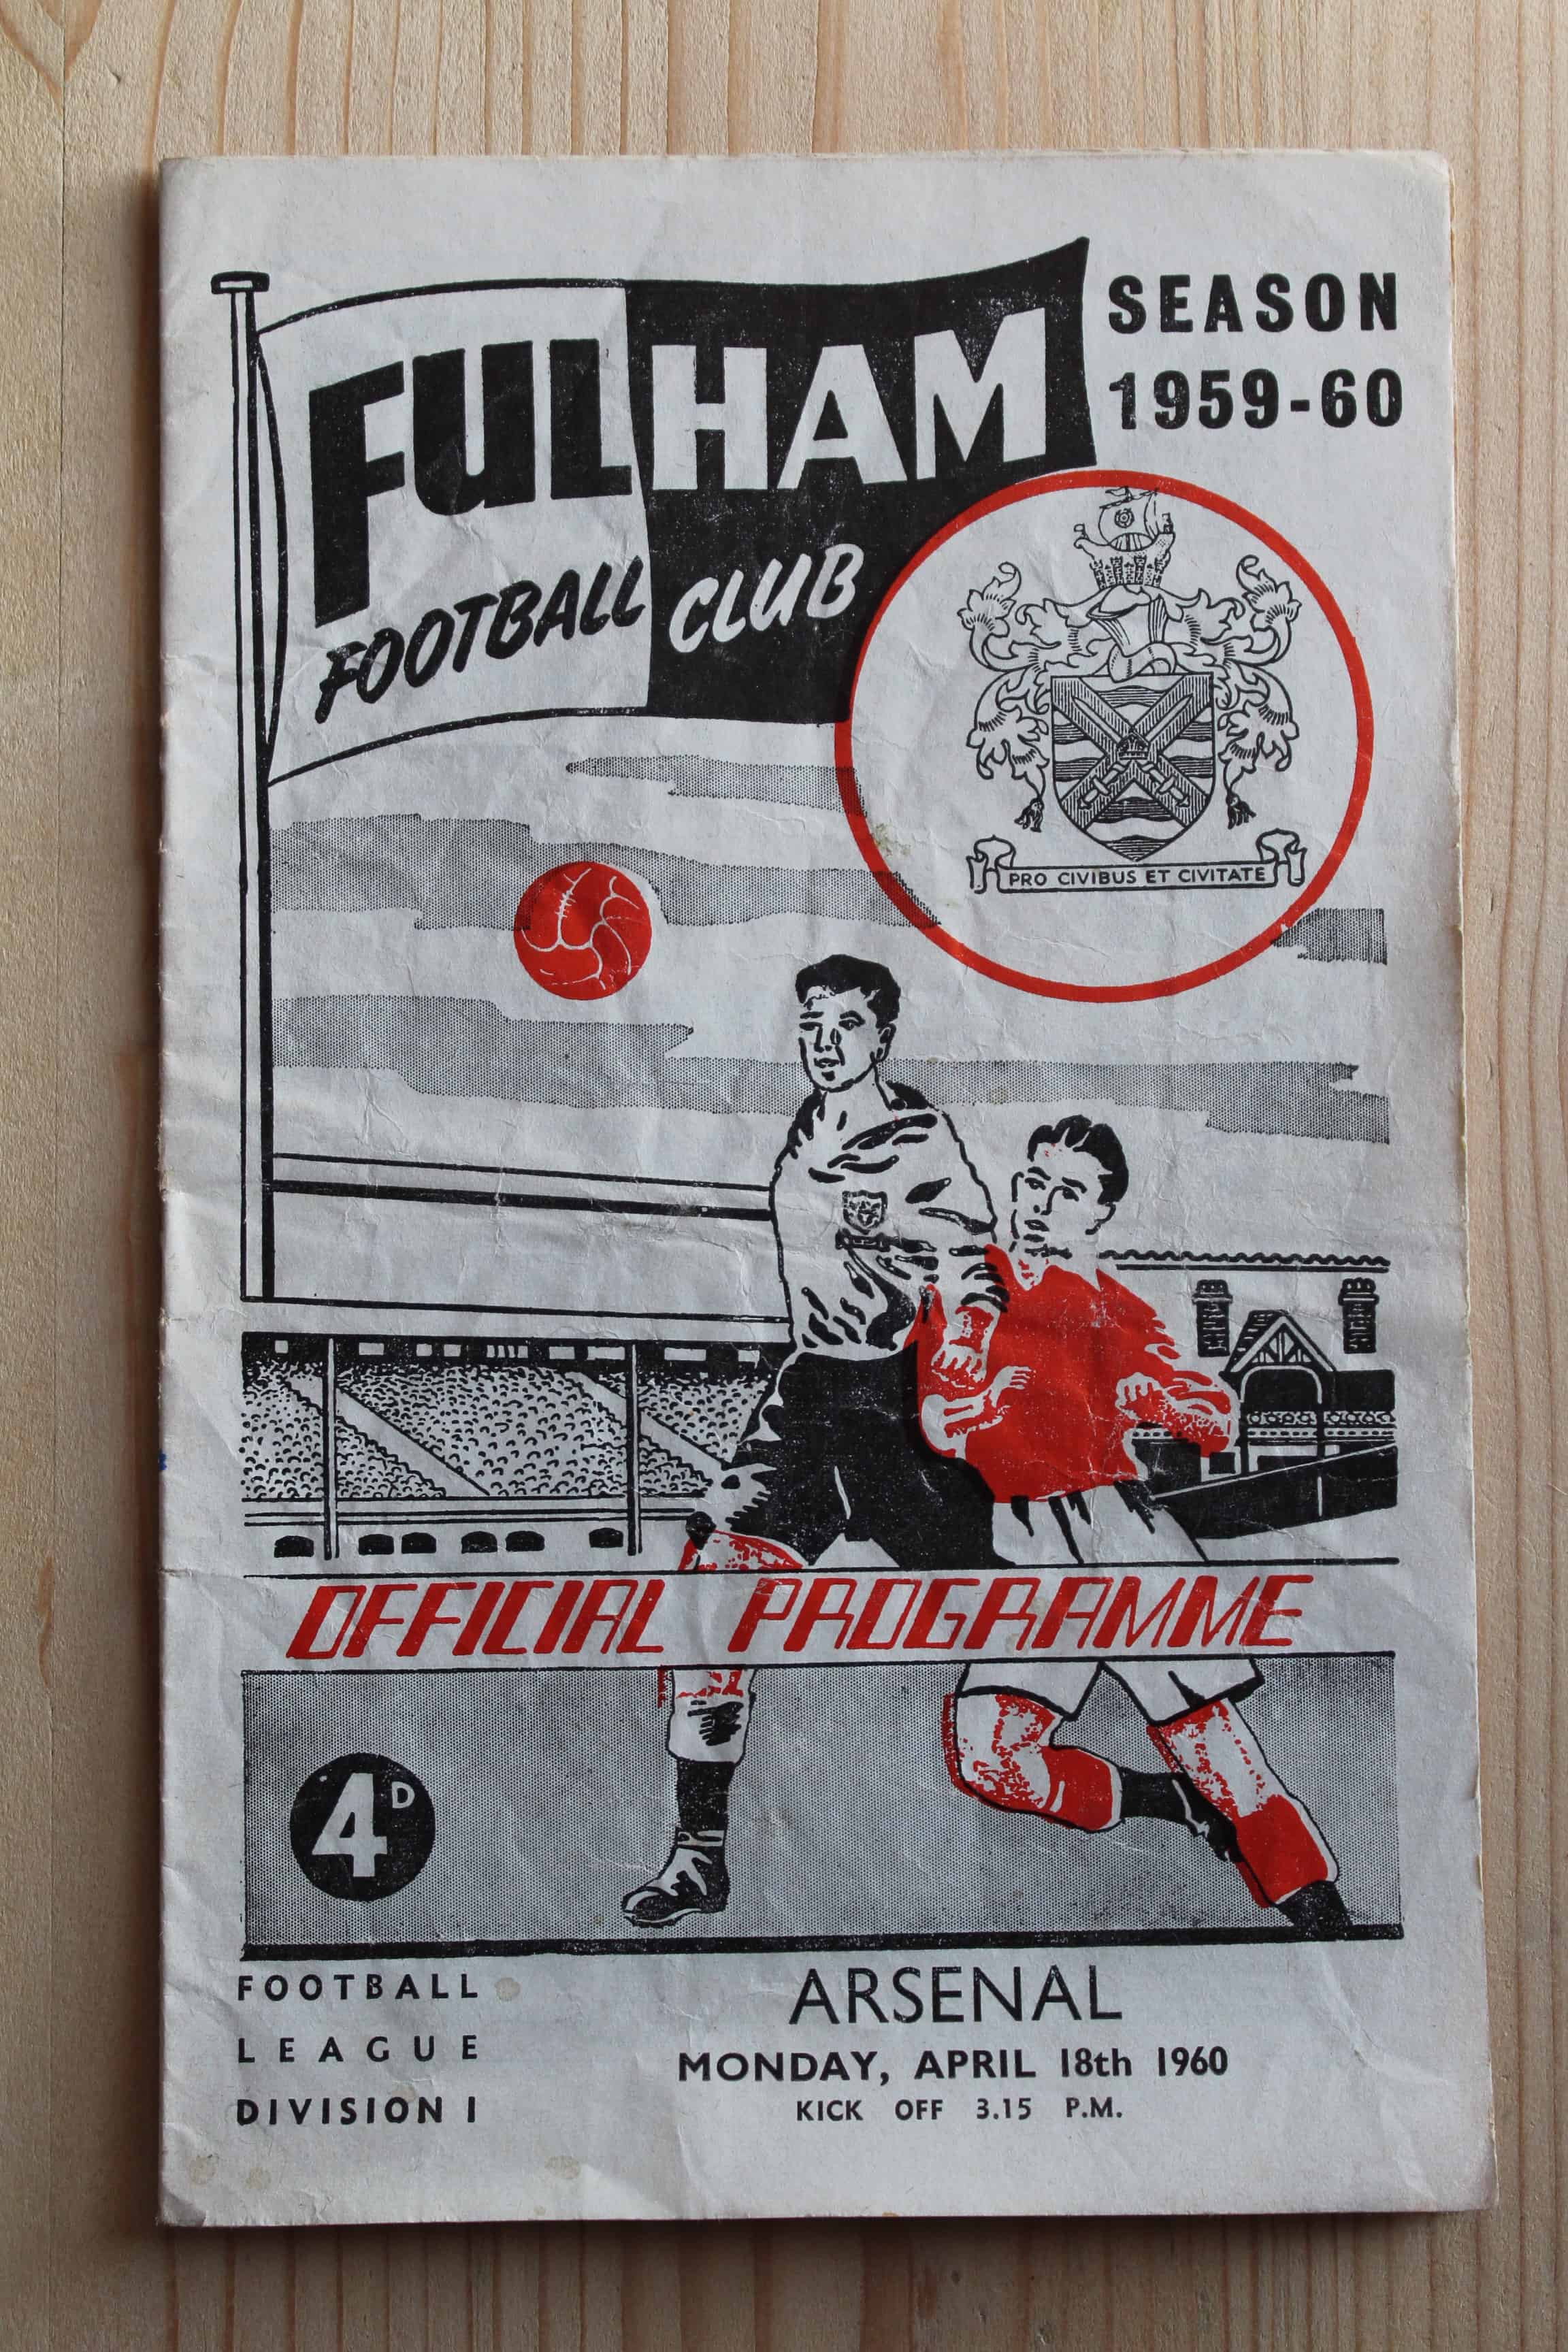 FULHAM
FOOTBALL CLUB
SEASON
1959-60
PRO CIVIBUS ET CIVITATE
OFFICIAL PROGRAMME
4D
FOOTBALL
LEAGUE
DIVISION I
ARSENAL
MONDAY, APRIL 18th 1960
KICK OFF 3.15 P.M.